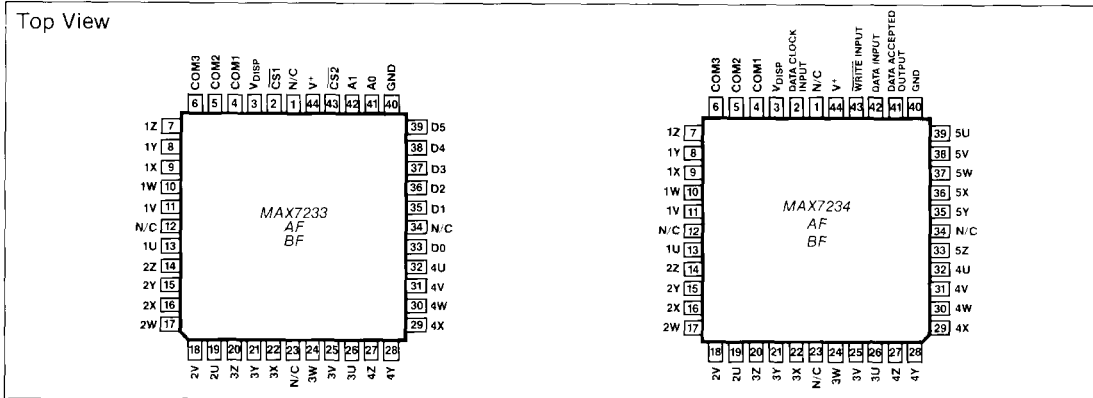 Top View
COM3
COM2
COM1
VDISP
CS1
N/C
V+
CS2
A1
A0
GND
6 5 4 3 2 1 44 43 42 41 40
1Z 7
1Y 8
1X 9
1W 10
1V 11
N/C 12
1U 13
2Z 14
2Y 15
2X 16
2W 17
MAX7233
AF
BF
39 D5
38 D4
37 D3
36 D2
35 D1
34 N/C
33 D0
32 4U
31 4V
30 4W
29 4X
18 19 20 21 22 23 24 25 26 27 28
2V
2U
3Z
3Y
3X
N/C
3W
3V
3U
4Z
4Y
COM3
COM2
COM1
VDISP
DATA CLOCK
INPUT
N/C
V+
WRITE INPUT
DATA INPUT
DATA ACCEPTED
OUTPUT
GND
6 5 4 3 2 1 44 43 42 41 40
1Z 7
1Y 8
1X 9
1W 10
1V 11
N/C 12
1U 13
2Z 14
2Y 15
2X 16
2W 17
MAX7234
AF
BF
39 5U
38 5V
37 5W
36 5X
35 5Y
34 N/C
33 5Z
32 4U
31 4V
30 4W
29 4X
18 19 20 21 22 23 24 25 26 27 28
2V
2U
3Z
3Y
3X
N/C
3W
3V
3U
4Z
4Y